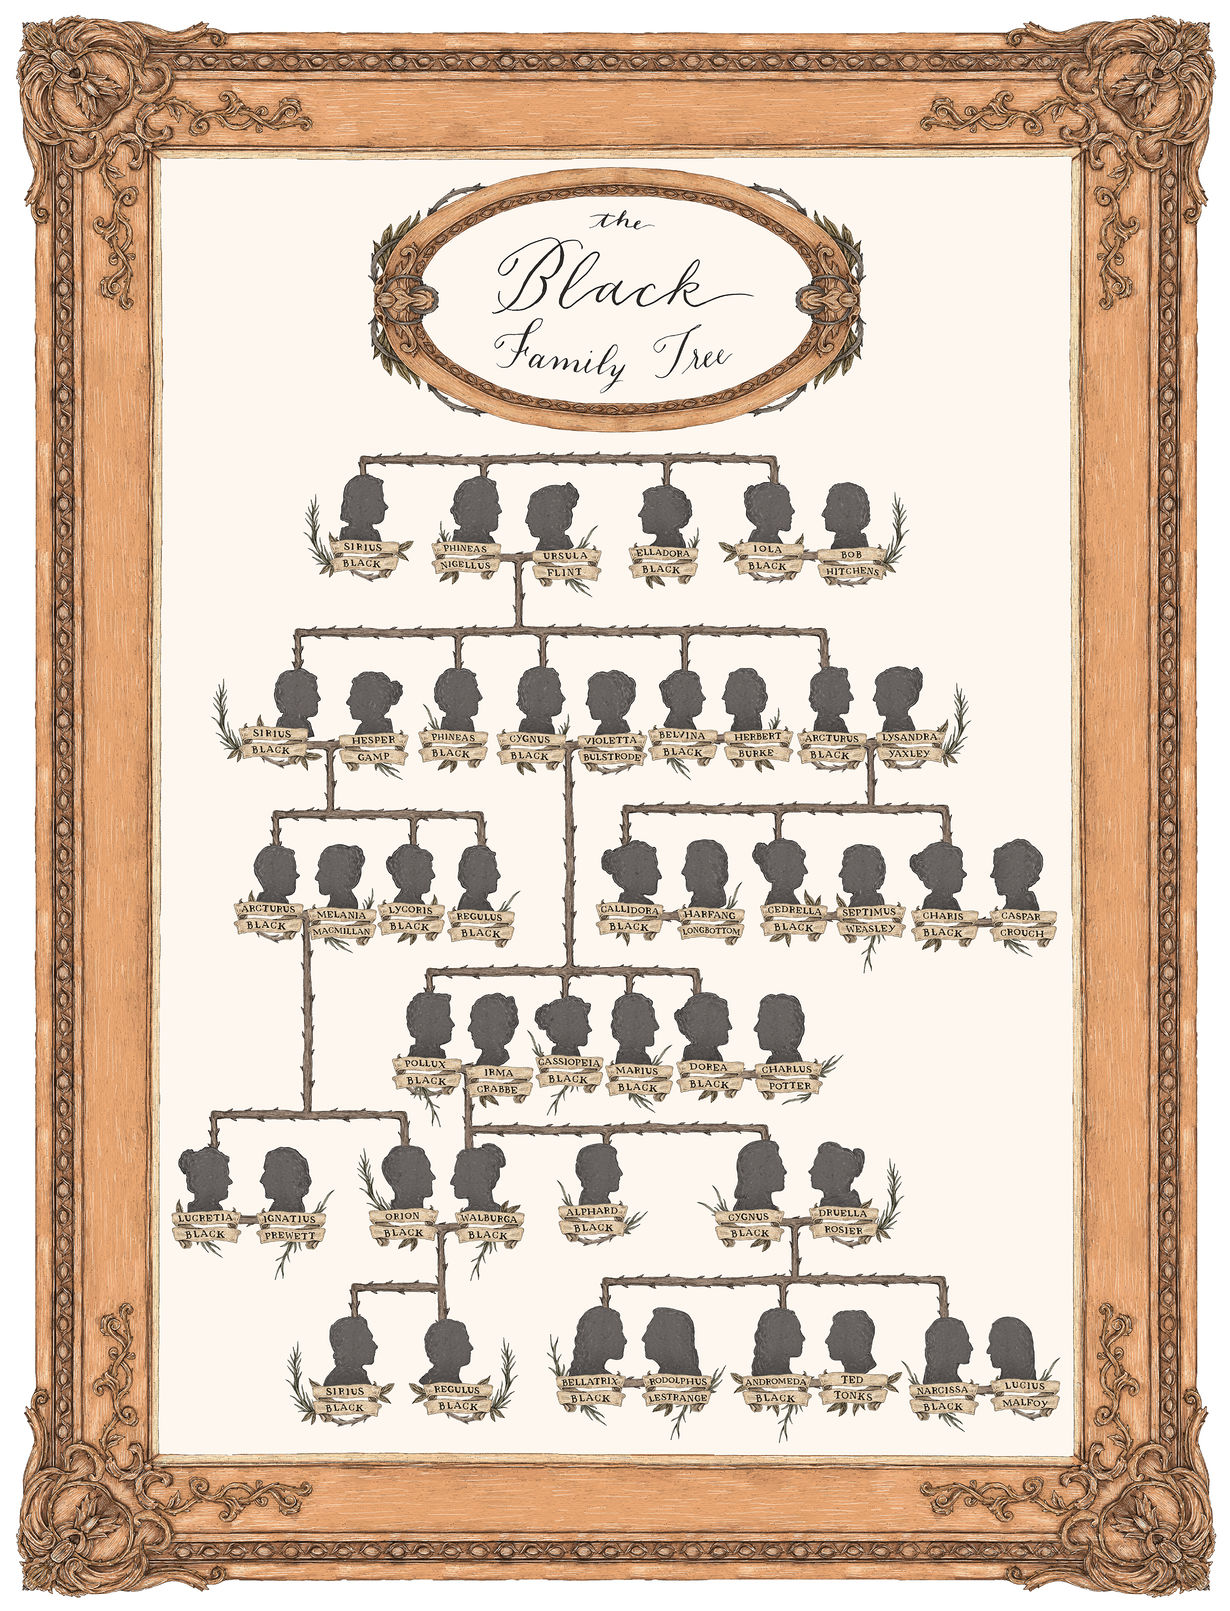 the
Black
Family Tree
SIRIUS
BLACK
PHINEAS
NIGELLUS
URSULA
FLINT
ELLADORA
BLACK
IOLA
BLACK
BOB
HITCHENS
SIRIUS
BLACK
HESPER
GAMP
PHINEAS
BLACK
CYGNUS
BLACK
VIOLETTA
BULSTRODE
BELVINA
BLACK
HERBERT
BURKE
ARCTURUS
BLACK
LYSANDRA
YAXLEY
ARCTURUS
BLACK
MELANIA
MACMILLAN
LYCORIS
BLACK
REGULUS
BLACK
CALLIDORA
BLACK
HARFANG
LONGBOTTOM
CEDRELLA
BLACK
SEPTIMUS
WEASLEY
CHARIS
BLACK
CASPAR
CROUCH
POLLUX
BLACK
IRMA
CRABBE
CASSIOPEIA
BLACK
MARIUS
BLACK
DOREA
BLACK
CHARLUS
POTTER
LUCRETIA
BLACK
IGNATIUS
PREWETT
ORION
BLACK
WALBURGA
BLACK
ALPHARD
BLACK
CYGNUS
BLACK
DRUELLA
ROSIER
SIRIUS
BLACK
REGULUS
BLACK
BELLATRIX
BLACK
RODOLPHUS
LESTRANGE
ANDROMEDA
BLACK
TED
TONKS
NARCISSA
BLACK
LUCIUS
MALFOY